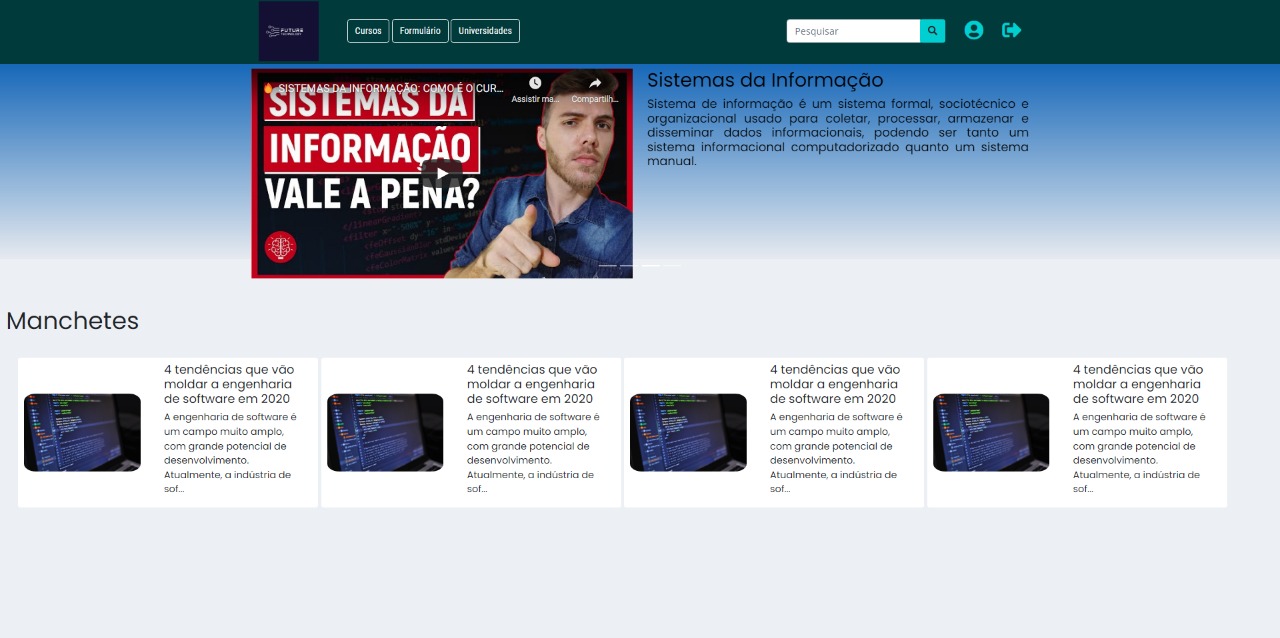 FUTURE
TECHNOLOGY
Cursos
Formulário
Universidades
Pesquisar
🔥 SISTEMAS DA INFORMAÇÃO: COMO É O CUR...
Assistir ma...
Compartilh...
SISTEMAS DA
INFORMAÇÃO
VALE A PENA?
Sistemas da Informação
Sistema de informação é um sistema formal, sociotécnico e
organizacional usado para coletar, processar, armazenar e
disseminar dados informacionais, podendo ser tanto um
sistema informacional computadorizado quanto um sistema
manual.
Manchetes
4 tendências que vão
moldar a engenharia
de software em 2020
A engenharia de software é
um campo muito amplo,
com grande potencial de
desenvolvimento.
Atualmente, a indústria de
sof...
4 tendências que vão
moldar a engenharia
de software em 2020
A engenharia de software é
um campo muito amplo,
com grande potencial de
desenvolvimento.
Atualmente, a indústria de
sof...
4 tendências que vão
moldar a engenharia
de software em 2020
A engenharia de software é
um campo muito amplo,
com grande potencial de
desenvolvimento.
Atualmente, a indústria de
sof...
4 tendências que vão
moldar a engenharia
de software em 2020
A engenharia de software é
um campo muito amplo,
com grande potencial de
desenvolvimento.
Atualmente, a indústria de
sof...